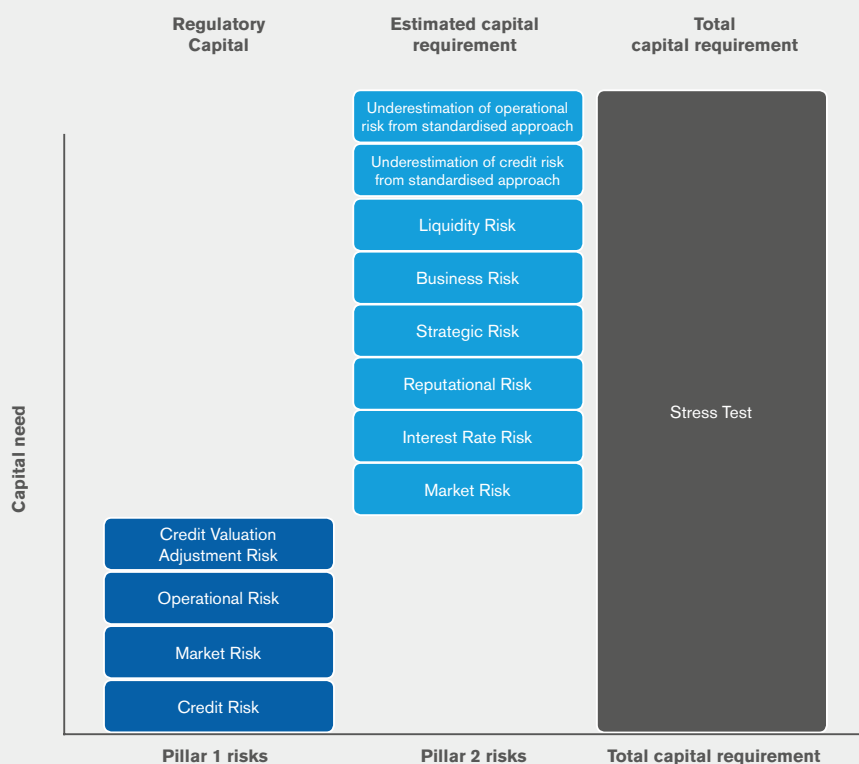 Regulatory
Capital
Estimated capital
requirement
Total
capital requirement
Underestimation of operational
risk from standardised approach
Underestimation of credit risk
from standardised approach
Liquidity Risk
Business Risk
Strategic Risk
Reputational Risk
Interest Rate Risk
Market Risk
Stress Test
Capital need
Credit Valuation
Adjustment Risk
Operational Risk
Market Risk
Credit Risk
Pillar 1 risks
Pillar 2 risks
Total capital requirement